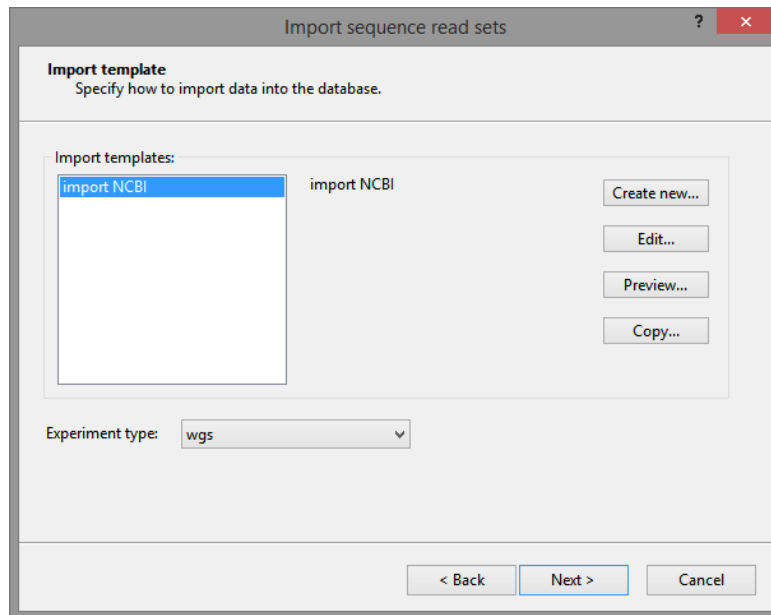 Import sequence read sets
?
Import template
Specify how to import data into the database.
Import templates:
import NCBI
import NCBI
Create new...
Edit...
Preview...
Copy...
Experiment type:
wgs
< Back
Next >
Cancel